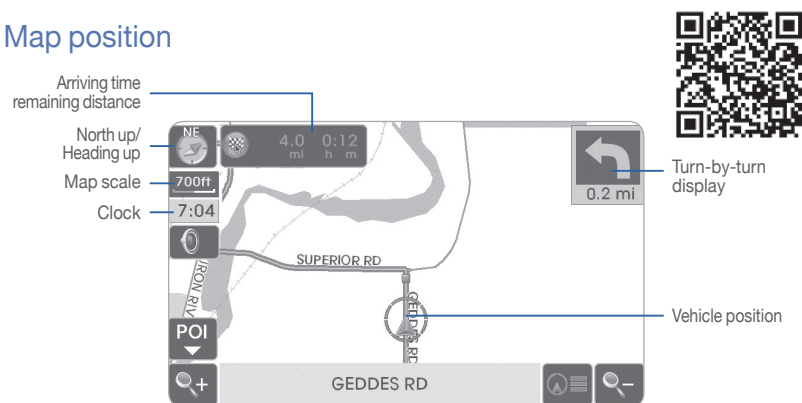 Map position
Arriving time
remaining distance
North up/
Heading up
Map scale
Clock
NE
4.0 0:12
mi h m
700ft
7:04
0.2 mi
Turn-by-turn
display
SUPERIOR RD
URON RIV
GEDDES RD
Vehicle position
POI
GEDDES RD